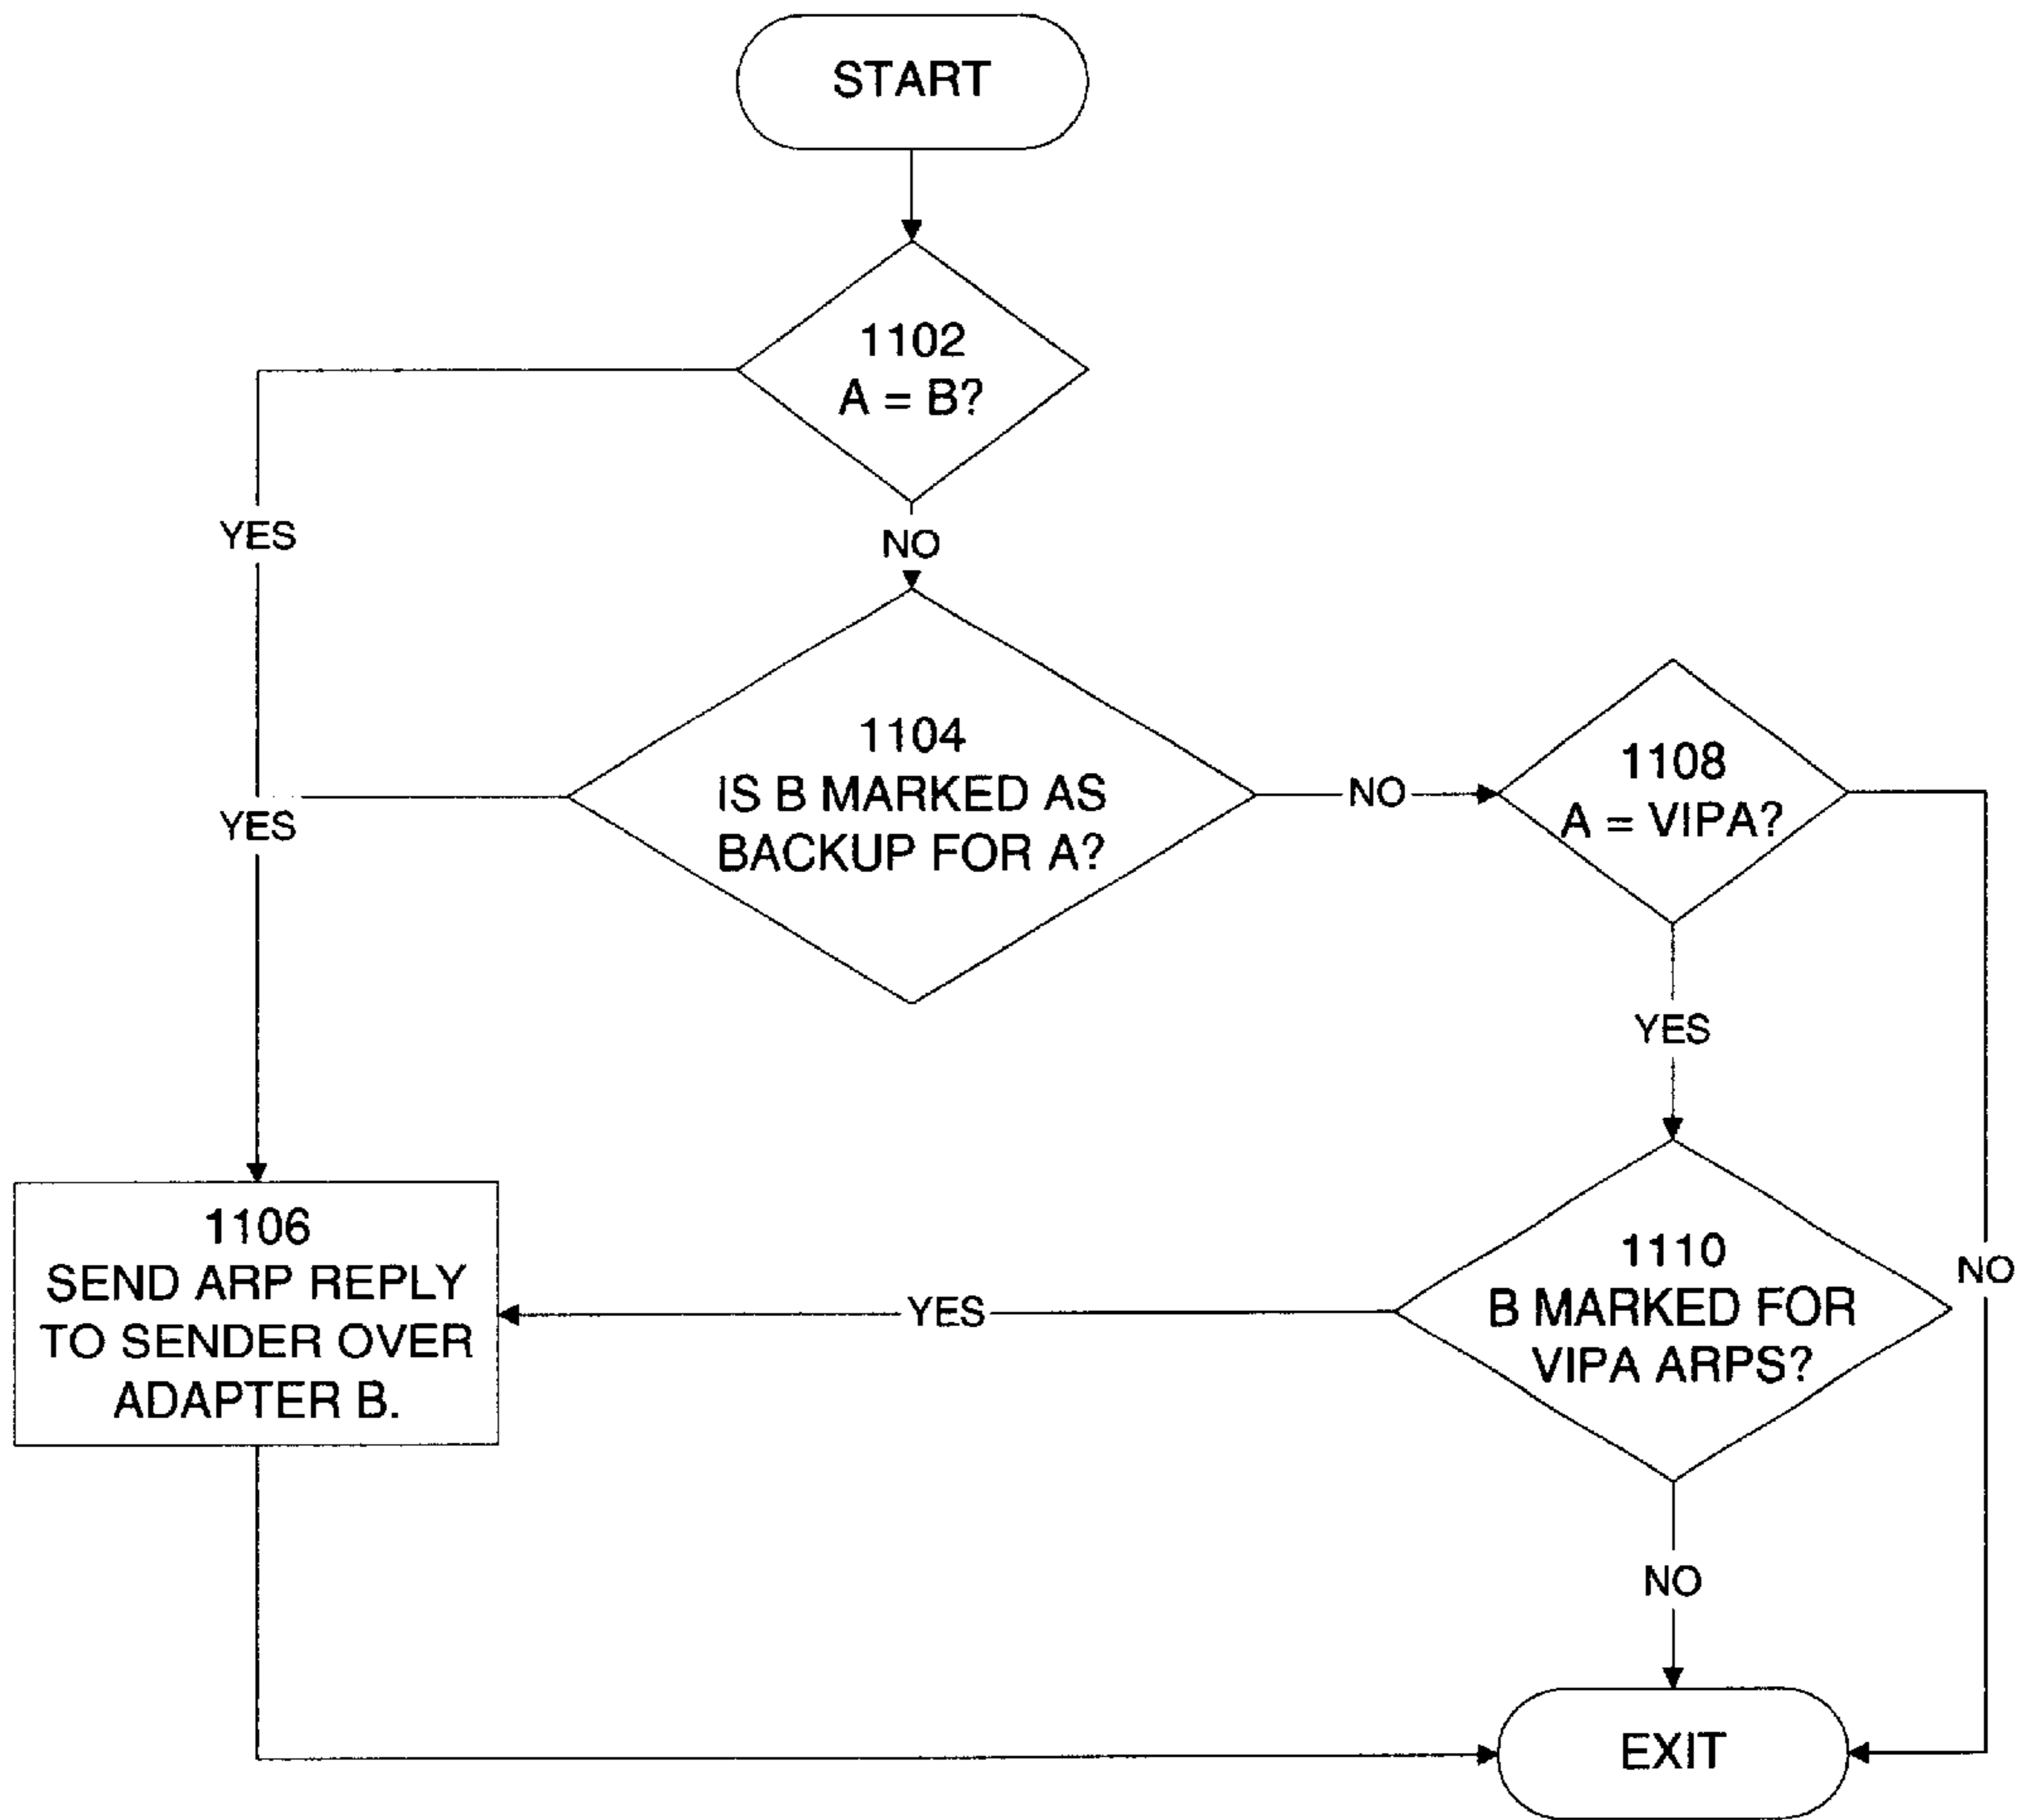 START
1102
A = B?
YES
NO
1104
IS B MARKED AS
BACKUP FOR A?
YES
NO
1108
A = VIPA?
YES
NO
1106
SEND ARP REPLY
TO SENDER OVER
ADAPTER B.
YES
1110
B MARKED FOR
VIPA ARPS?
NO
EXIT